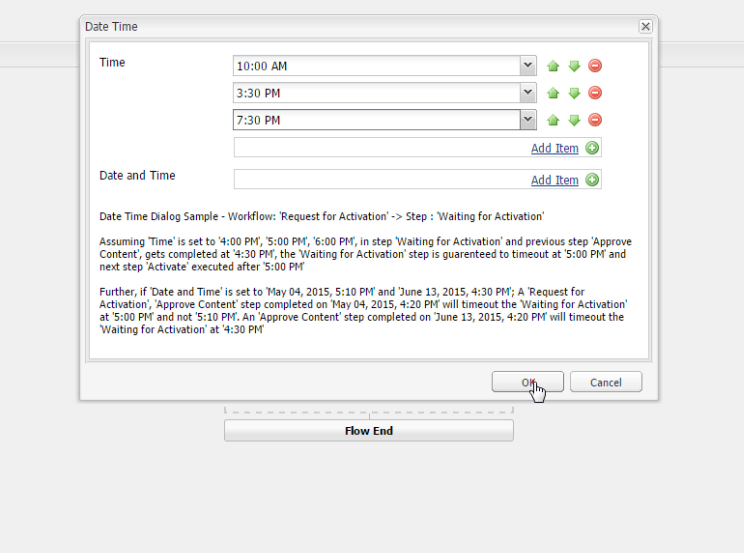 Date Time
Time
10:00 AM
3:30 PM
7:30 PM
Add Item
Date and Time
Add Item
Date Time Dialog Sample - Workflow: 'Request for Activation' -> Step : 'Waiting for Activation'
Assuming 'Time' is set to '4:00 PM', '5:00 PM', '6:00 PM', in step 'Waiting for Activation' and previous step 'Approve
Content', gets completed at '4:30 PM', the 'Waiting for Activation' step is guarenteed to timeout at '5:00 PM' and
next step 'Activate' executed after '5:00 PM'
Further, if 'Date and Time' is set to 'May 04, 2015, 5:10 PM' and 'June 13, 2015, 4:30 PM'; A 'Request for
Activation', 'Approve Content' step completed on 'May 04, 2015, 4:20 PM' will timeout the 'Waiting for Activation'
at '5:00 PM' and not '5:10 PM'. An 'Approve Content' step completed on 'June 13, 2015, 4:20 PM' will timeout the
'Waiting for Activation' at '4:30 PM'
OK
Cancel
Flow End